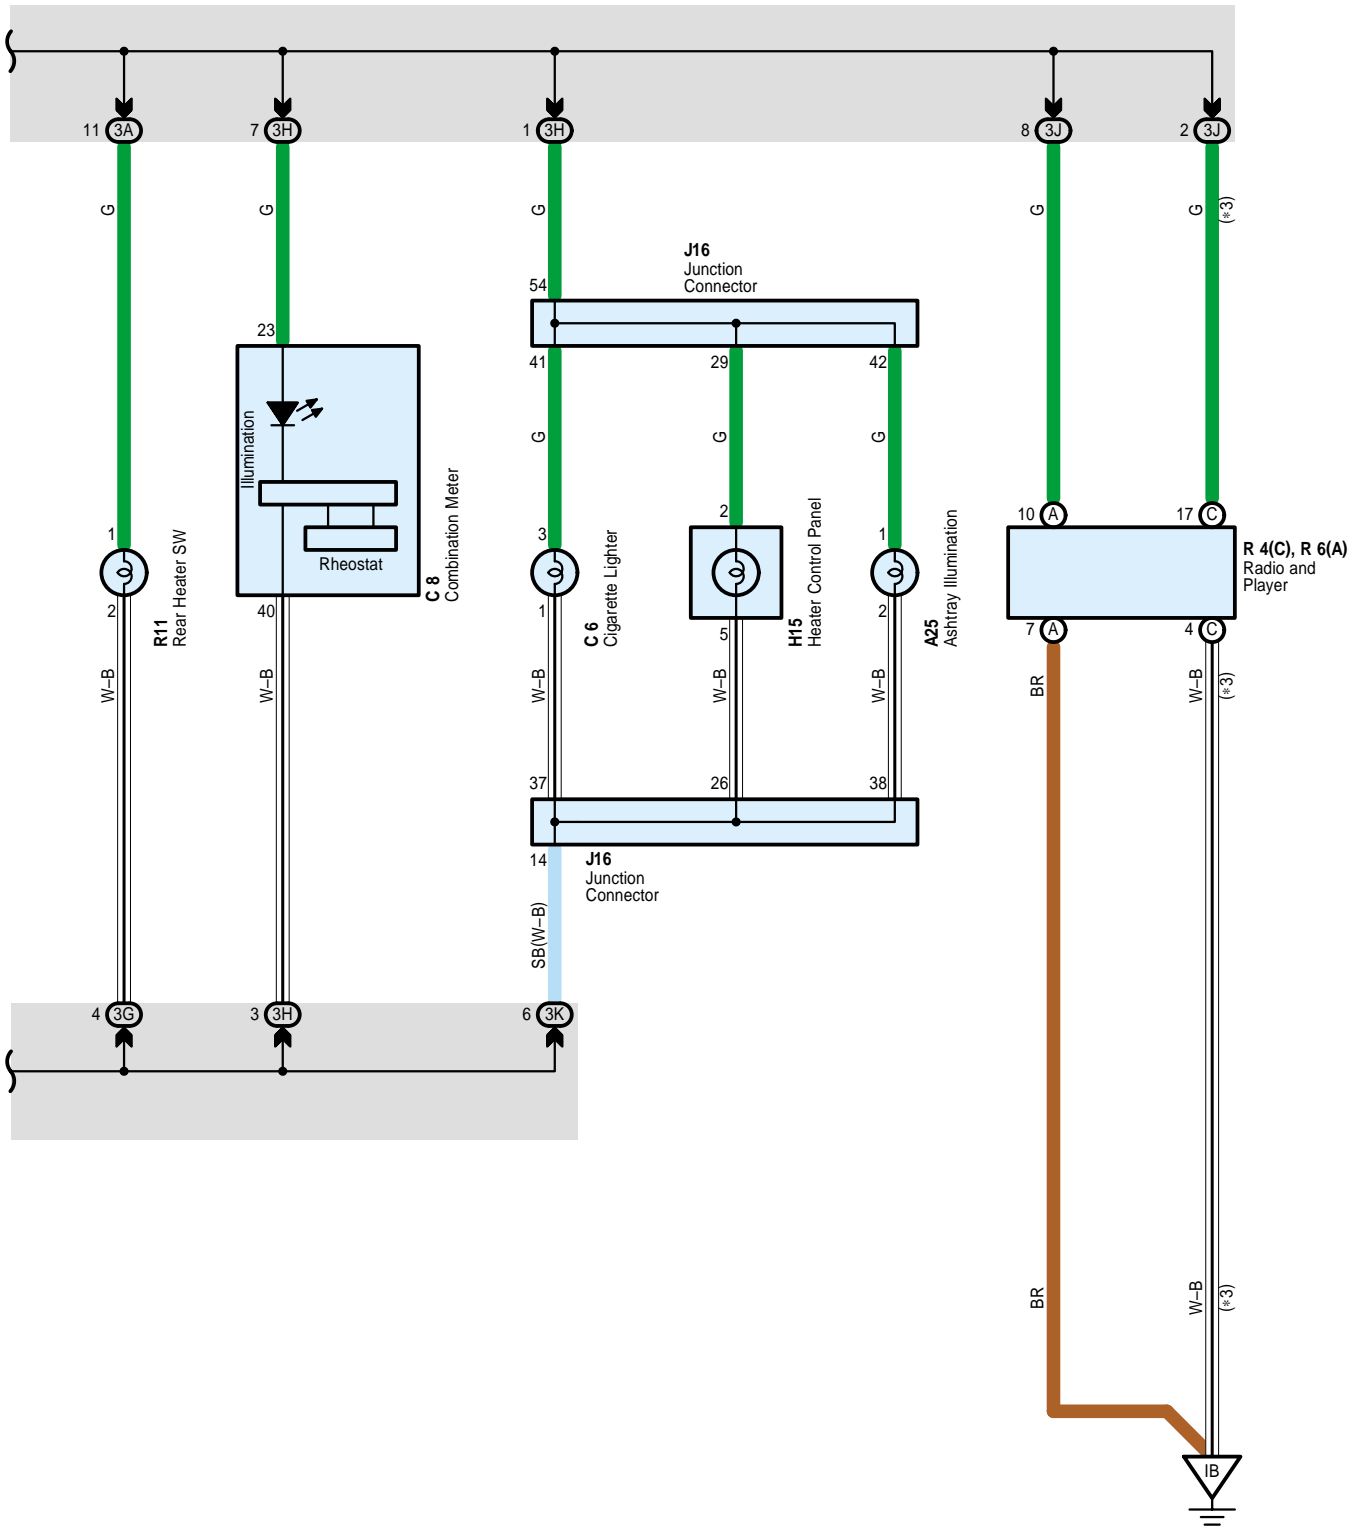 11 3A
7 3H
1 3H
8 3J
2 3J
G
G
G
G
G
(*3)
J16
Junction
Connector
54
23
41
29
42
Illumination
G
G
G
Rheostat
C 8
Combination Meter
1
3
2
1
10 A
17 C
R 4(C), R 6(A)
Radio and
Player
2
R11
Rear Heater SW
40
1
C 6
Cigarette Lighter
5
H15
Heater Control Panel
2
A25
Ashtray Illumination
7 A
4 C
W–B
W–B
W–B
W–B
W–B
BR
W–B
(*3)
37
26
38
14
J16
Junction
Connector
SB(W–B)
4 3G
3 3H
6 3K
BR
W–B
(*3)
IB